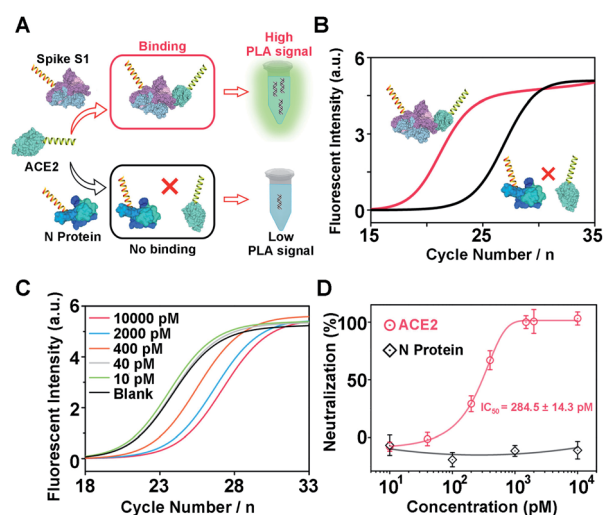 A
Spike S1
Binding
High
PLA signal
ACE2
N Protein
No binding
Low
PLA signal
B
Fluorescent Intensity (a.u.)
6
3
0
15
25
35
Cycle Number / n
C
Fluorescent Intensity (a.u.)
6
5
3
2
0
10000 pM
2000 pM
400 pM
40 pM
10 pM
Blank
18
23
28
33
Cycle Number / n
D
Neutralization (%)
100
50
0
ACE2
N Protein
IC50 = 284.5 ± 14.3 pM
10¹
10²
10³
10⁴
Concentration (pM)